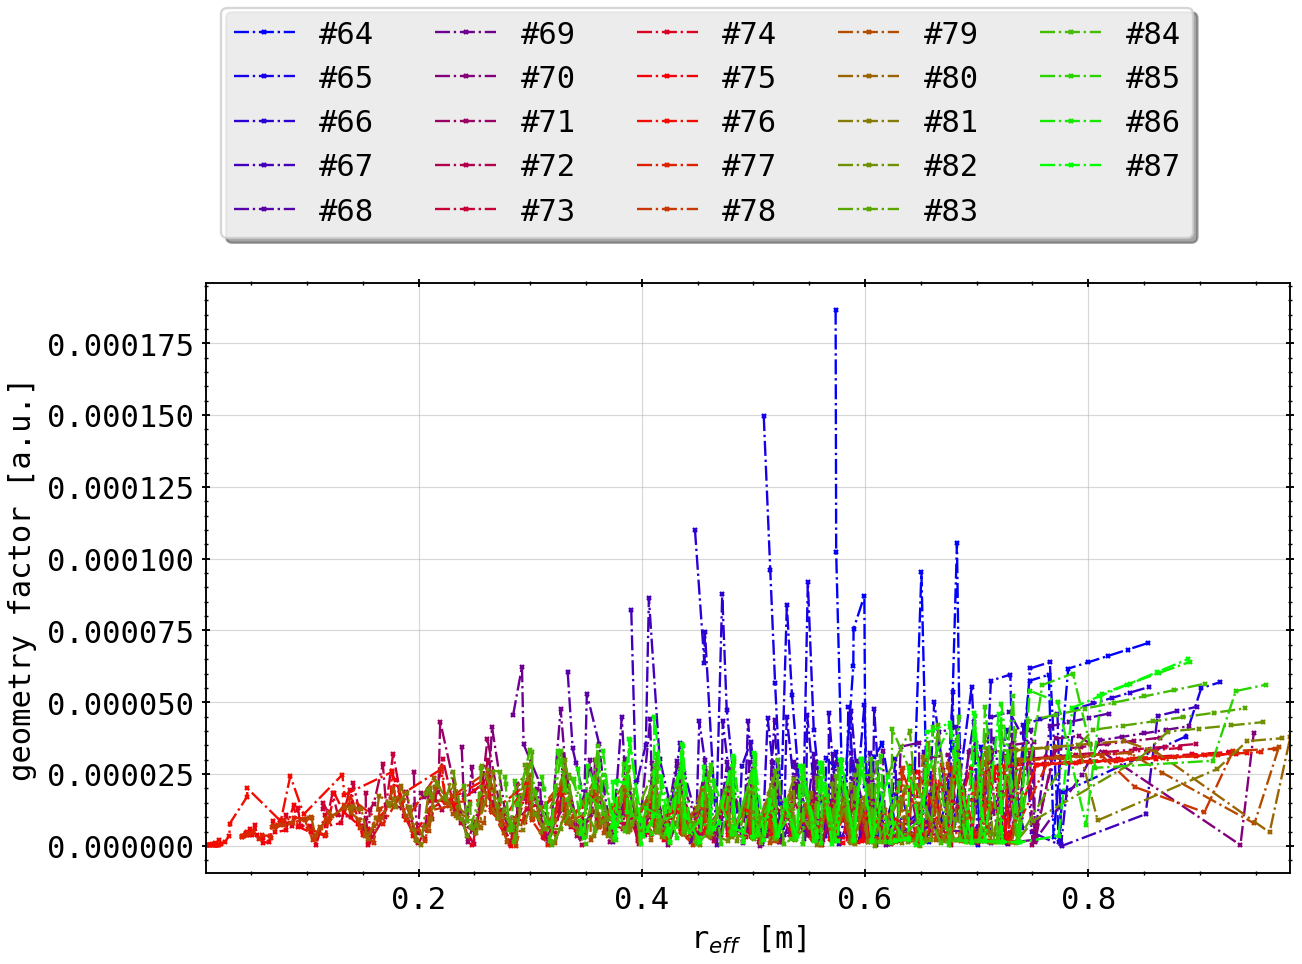 #64 #69 #74 #79 #84
#65 #70 #75 #80 #85
#66 #71 #76 #81 #86
#67 #72 #77 #82 #87
#68 #73 #78 #83
geometry factor [a.u.]
0.000175
0.000150
0.000125
0.000100
0.000075
0.000050
0.000025
0.000000
0.2 0.4 0.6 0.8
r_eff [m]